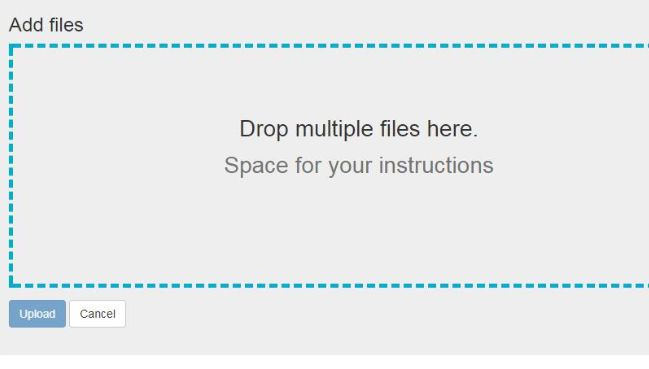 Add files
Drop multiple files here.
Space for your instructions
Upload Cancel